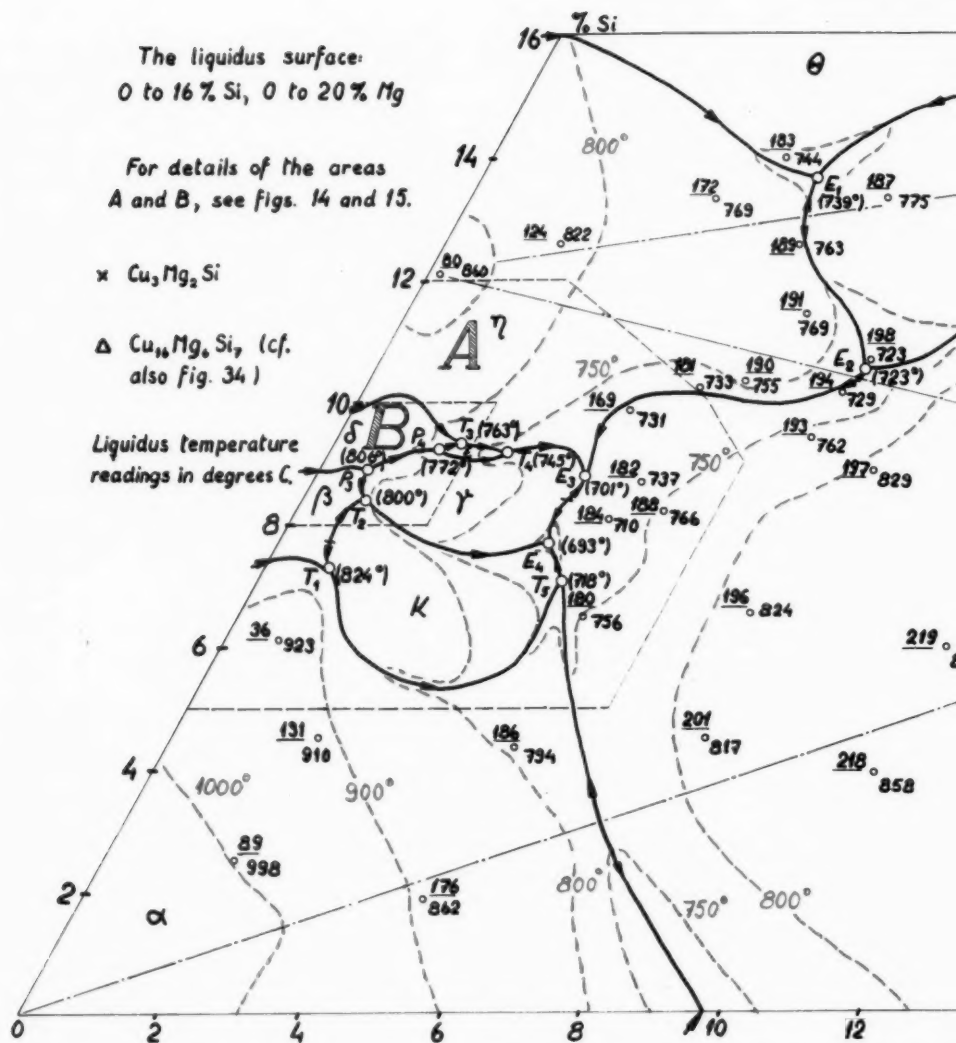 % Si
16
The liquidus surface:
0 to 16% Si, 0 to 20% Mg
θ
For details of the areas
A and B, see figs. 14 and 15.
14
800°
183
744
E₁
(739°)
172
769
187
775
124
822
189
763
× Cu₃Mg₂Si
80
840
12
191
769
Δ Cu₁₆Mg₆Si₇ (cf.
also fig. 34)
A
η
198
723
E₂
(723°)
750°
181
733
190
755
194
729
10
169
731
193
762
δ
B
P₄
T₃
(763°)
Liquidus temperature
readings in degrees C.
(806°)
(772°)
T₄
(745°)
E₃
(701°)
182
737
750°
197
829
P₃
β
(800°)
γ
T₂
8
184
710
188
766
E₄
(693°)
T₁
(824°)
T₅
(718°)
K
180
756
196
824
36
923
6
219
8
131
910
186
794
201
817
4
1000°
900°
218
858
89
998
2
176
862
800°
750°
800°
α
0
2
4
6
8
10
12